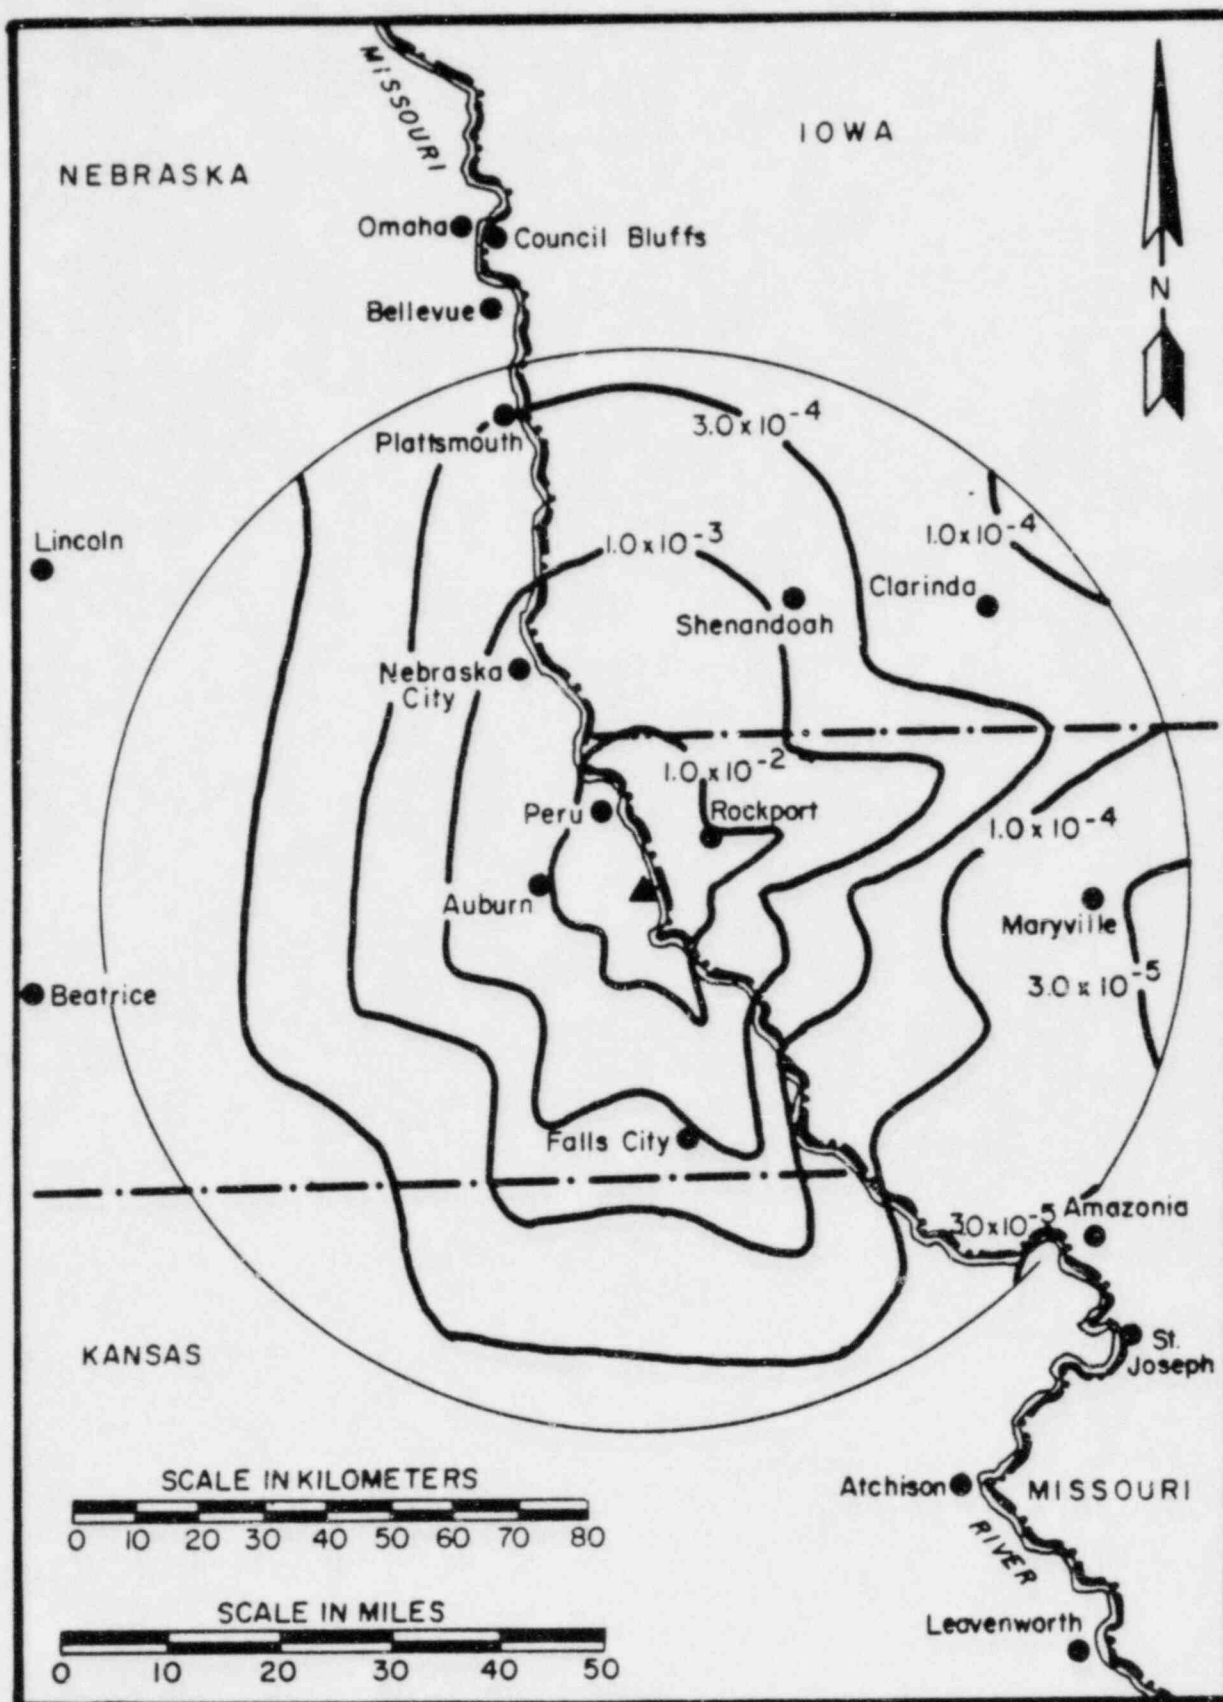 MISSOURI
IOWA
NEBRASKA
Omaha
Council Bluffs
N
Bellevue
3.0 x 10-4
Plattsmouth
Lincoln
1.0 x 10-3
1.0 x 10-4
Clarinda
Shenandoah
Nebraska
City
1.0 x 10-2
Peru
Rockport
1.0 x 10-4
Auburn
Maryville
Beatrice
3.0 x 10-5
Falls City
3.0 x 10-5
Amazonia
KANSAS
St.
Joseph
SCALE IN KILOMETERS
0 10 20 30 40 50 60 70 80
Atchison
MISSOURI
RIVER
SCALE IN MILES
0 10 20 30 40 50
Leavenworth